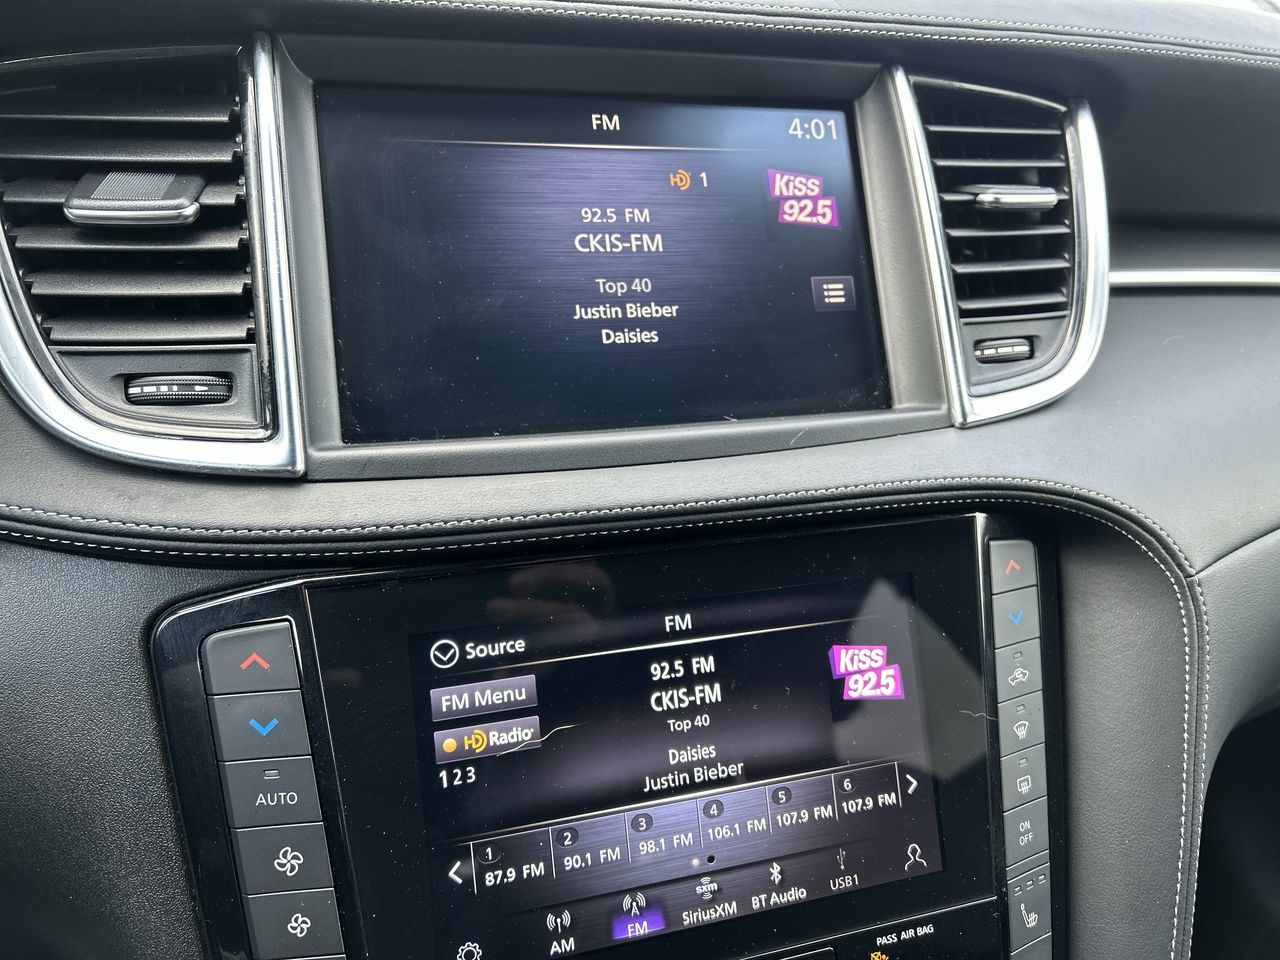 FM
4:01
HD 1
KiSS
92.5
92.5 FM
CKIS-FM
Top 40
Justin Bieber
Daisies
FM
Source
92.5 FM
KiSS
92.5
FM Menu
CKIS-FM
HD Radio
Top 40
1 2 3
Daisies
Justin Bieber
1 2 3 4 5 6
87.9 FM 90.1 FM 98.1 FM 106.1 FM 107.9 FM 107.9 FM
AM FM SiriusXM BT Audio USB1
sxm
AUTO
ON
OFF
PASS AIR BAG